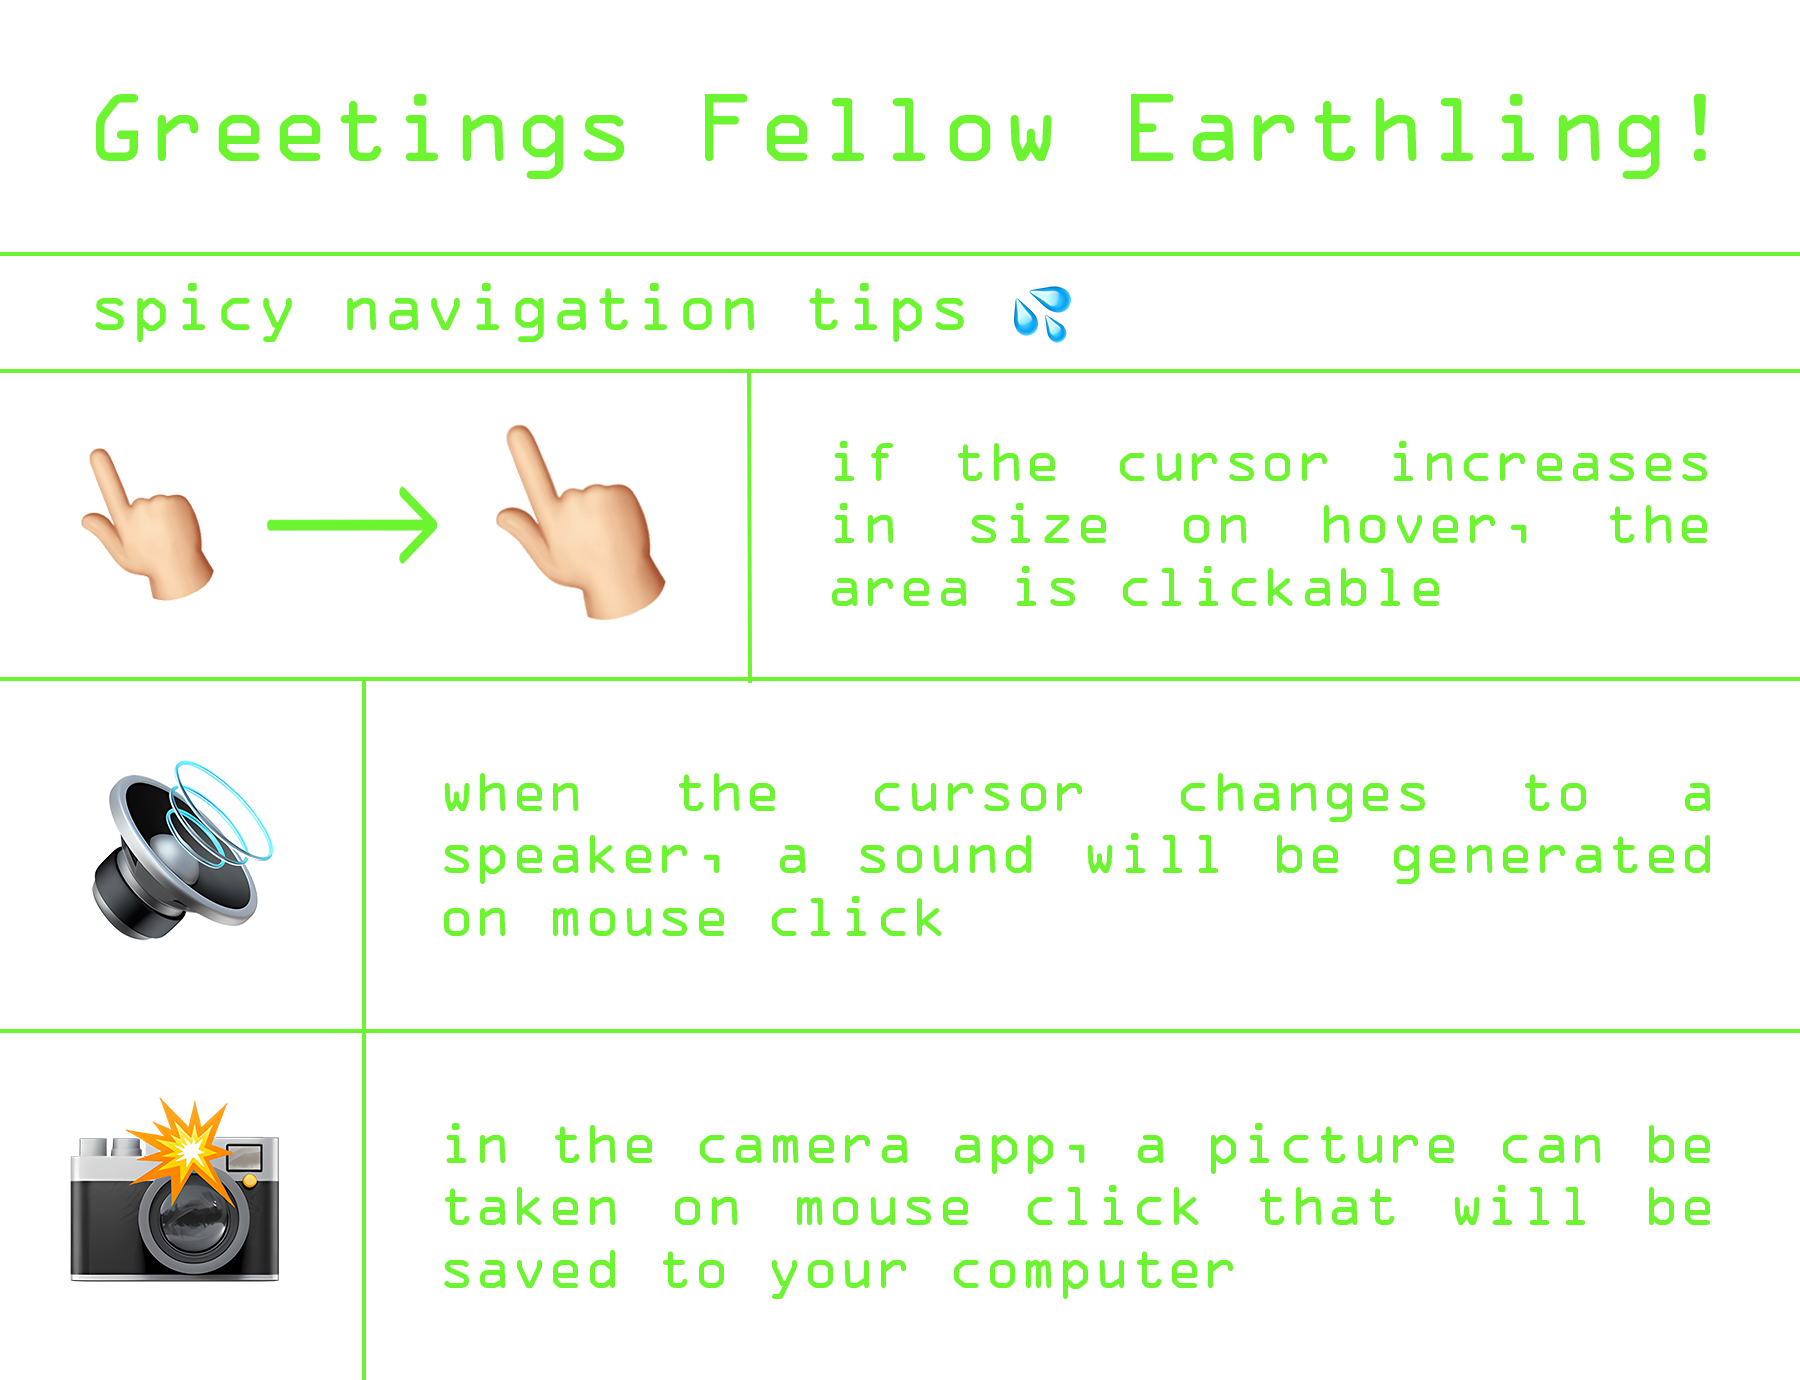 Greetings Fellow Earthling!
spicy navigation tips 💦
if the cursor increases
in size on hover, the
area is clickable
when the cursor changes to a
speaker, a sound will be generated
on mouse click
in the camera app, a picture can be
taken on mouse click that will be
saved to your computer